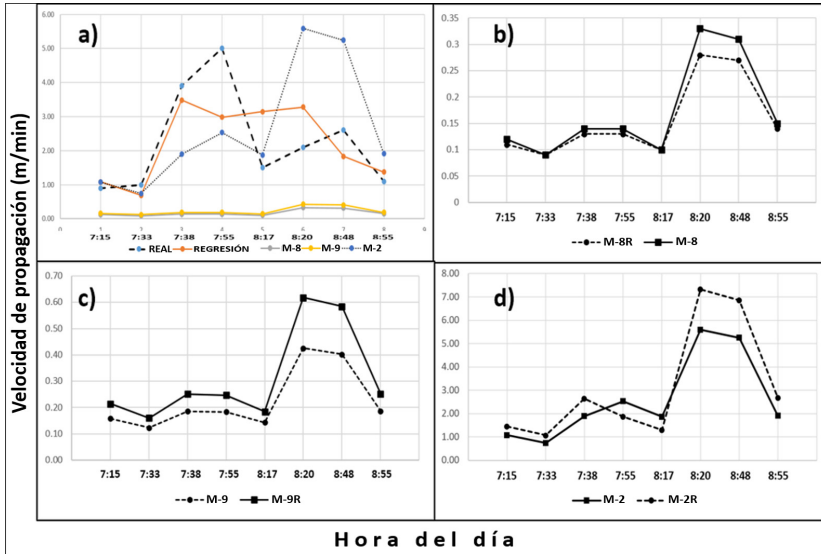 Velocidad de propagación (m/min)
a)
6.00
5.00
4.00
3.00
2.00
1.00
0.00
7:15 7:33 7:38 7:55 8:17 8:20 8:48 8:55
REAL REGRESIÓN M-8 M-9 M-2
b)
0.35
0.3
0.25
0.2
0.15
0.1
0.05
0
7:15 7:33 7:38 7:55 8:17 8:20 8:48 8:55
M-8R M-8
c)
0.70
0.60
0.50
0.40
0.30
0.20
0.10
0.00
7:15 7:33 7:38 7:55 8:17 8:20 8:48 8:55
M-9 M-9R
d)
8.00
7.00
6.00
5.00
4.00
3.00
2.00
1.00
0.00
7:15 7:33 7:38 7:55 8:17 8:20 8:48 8:55
M-2 M-2R
Hora del día